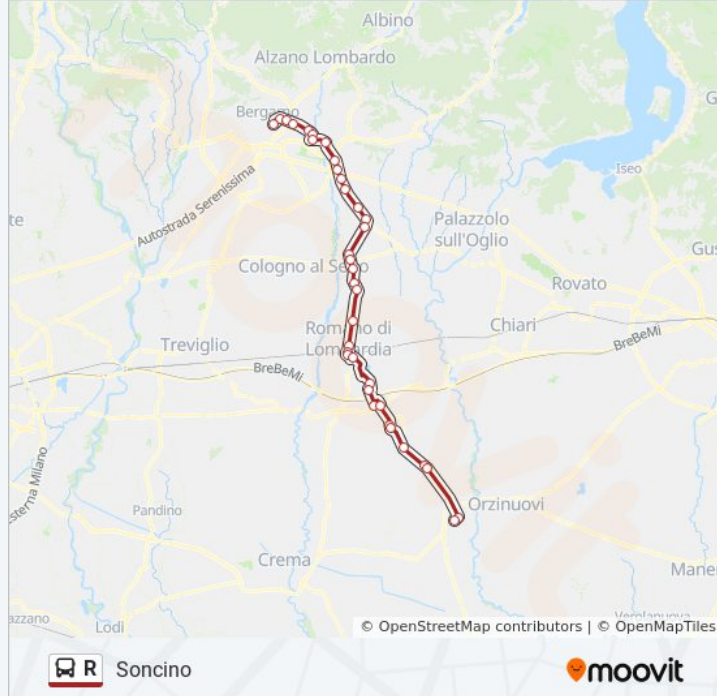 Albino
Alzano Lombardo
Bergamo
Iseo
Autostrada Serenissima
Palazzolo
sull'Oglio
Cologno al Serio
Rovato
Chiari
Romano di
Lombardia
Treviglio
BreBeMi
BreBeMi
Orzinuovi
Pandino
Crema
Lodi
© OpenStreetMap contributors | © OpenMapTiles
R Soncino
moovit